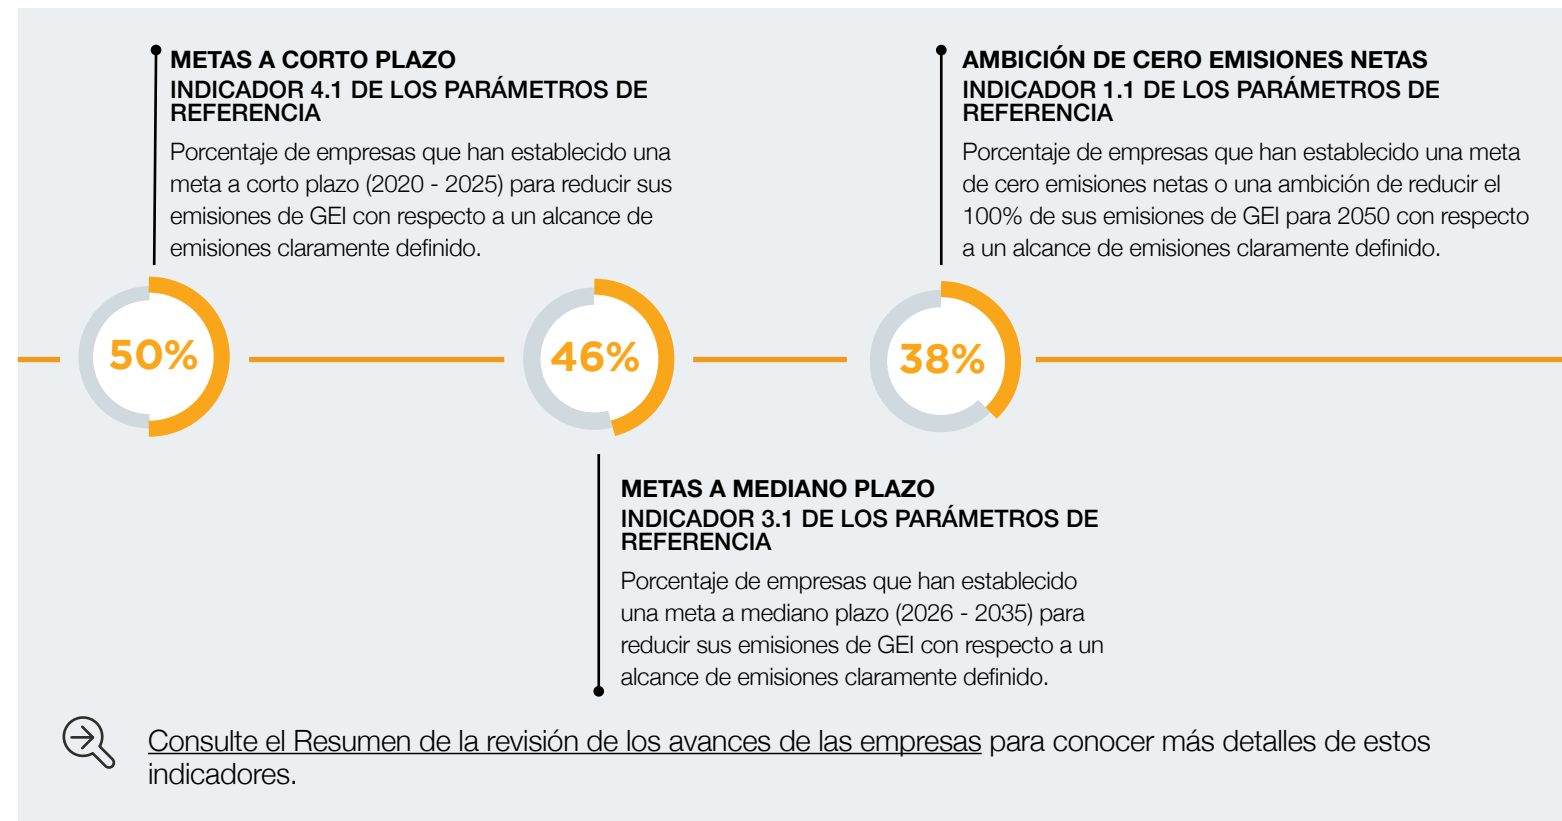 METAS A CORTO PLAZO
INDICADOR 4.1 DE LOS PARÁMETROS DE
REFERENCIA
Porcentaje de empresas que han establecido una
meta a corto plazo (2020 - 2025) para reducir sus
emisiones de GEI con respecto a un alcance de
emisiones claramente definido.
50%
46%
METAS A MEDIANO PLAZO
INDICADOR 3.1 DE LOS PARÁMETROS DE
REFERENCIA
Porcentaje de empresas que han establecido
una meta a mediano plazo (2026 - 2035) para
reducir sus emisiones de GEI con respecto a un
alcance de emisiones claramente definido.
AMBICIÓN DE CERO EMISIONES NETAS
INDICADOR 1.1 DE LOS PARÁMETROS DE
REFERENCIA
Porcentaje de empresas que han establecido una meta
de cero emisiones netas o una ambición de reducir el
100% de sus emisiones de GEI para 2050 con respecto
a un alcance de emisiones claramente definido.
38%
Consulte el Resumen de la revisión de los avances de las empresas para conocer más detalles de estos
indicadores.